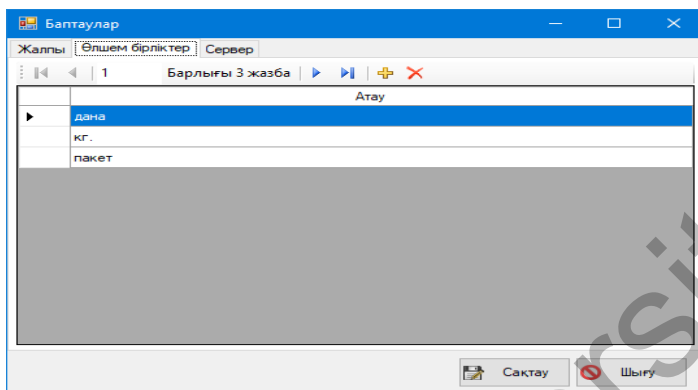 Баптаулар
Жалпы Өлшем бірліктер Сервер
1 Барлығы 3 жазба
Атау
дана
кг.
пакет
Сақтау Шығу